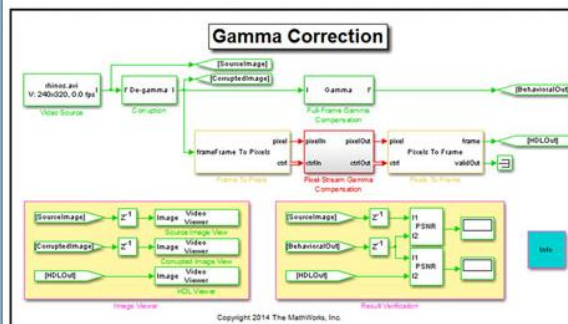 Gamma Correction
[SourceImage]
[CorruptedImage]
rhinos.avi
V: 240x320, 0.0 fps
Video Source
I' De-gamma I
Corruption
I Gamma I'
Full-Frame Gamma
Compensation
[BehavioralOut]
frame Frame To Pixels pixel ctrl
Frame To Pixels
pixelIn pixelOut
ctrlIn ctrlOut
Pixel Stream Gamma
Compensation
pixel Pixels To Frame frame
ctrl validOut
Pixels To Frame
[HDLOut]
[SourceImage]
Z-1
Image Video Viewer
Source Image View
[CorruptedImage]
Z-1
Image Video Viewer
Corrupted Image View
[HDLOut]
Image Video Viewer
HDL Viewer
Image Viewer
[SourceImage]
Z-1
I1
PSNR
I2
[BehavioralOut]
Z-1
I1
PSNR
I2
[HDLOut]
Result Verification
Info
Copyright 2014 The MathWorks, Inc.